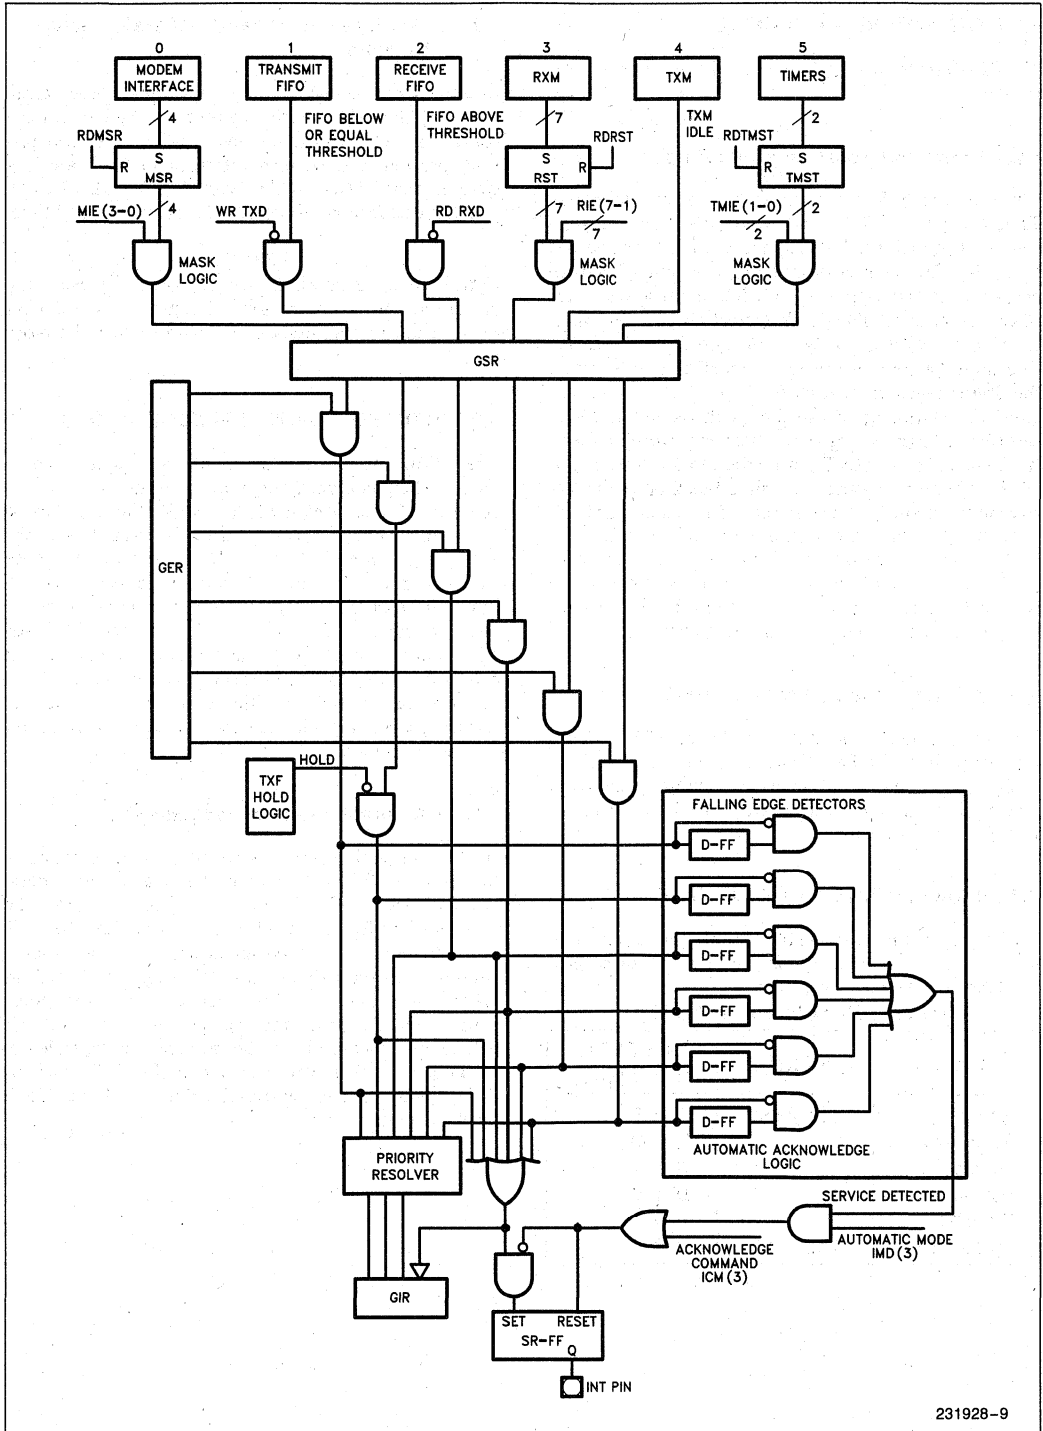 0 1 2 3 4 5
MODEM INTERFACE
TRANSMIT FIFO
RECEIVE FIFO
RXM
TXM
TIMERS
4
FIFO BELOW
OR EQUAL
THRESHOLD
FIFO ABOVE
THRESHOLD
7
TXM
IDLE
2
RDMSR
R
S
MSR
S
RST
R
RDRST
RDTMST
R
S
TMST
MIE(3-0)
4
WR TXD
RD RXD
7
RIE(7-1)
7
TMIE(1-0)
2
2
MASK
LOGIC
MASK
LOGIC
MASK
LOGIC
GSR
GER
TXF
HOLD
LOGIC
HOLD
FALLING EDGE DETECTORS
D-FF
D-FF
D-FF
D-FF
D-FF
D-FF
AUTOMATIC ACKNOWLEDGE
LOGIC
PRIORITY
RESOLVER
SERVICE DETECTED
AUTOMATIC MODE
IMD(3)
ACKNOWLEDGE
COMMAND
ICM(3)
GIR
SET RESET
SR-FF
Q
INT PIN
231928-9